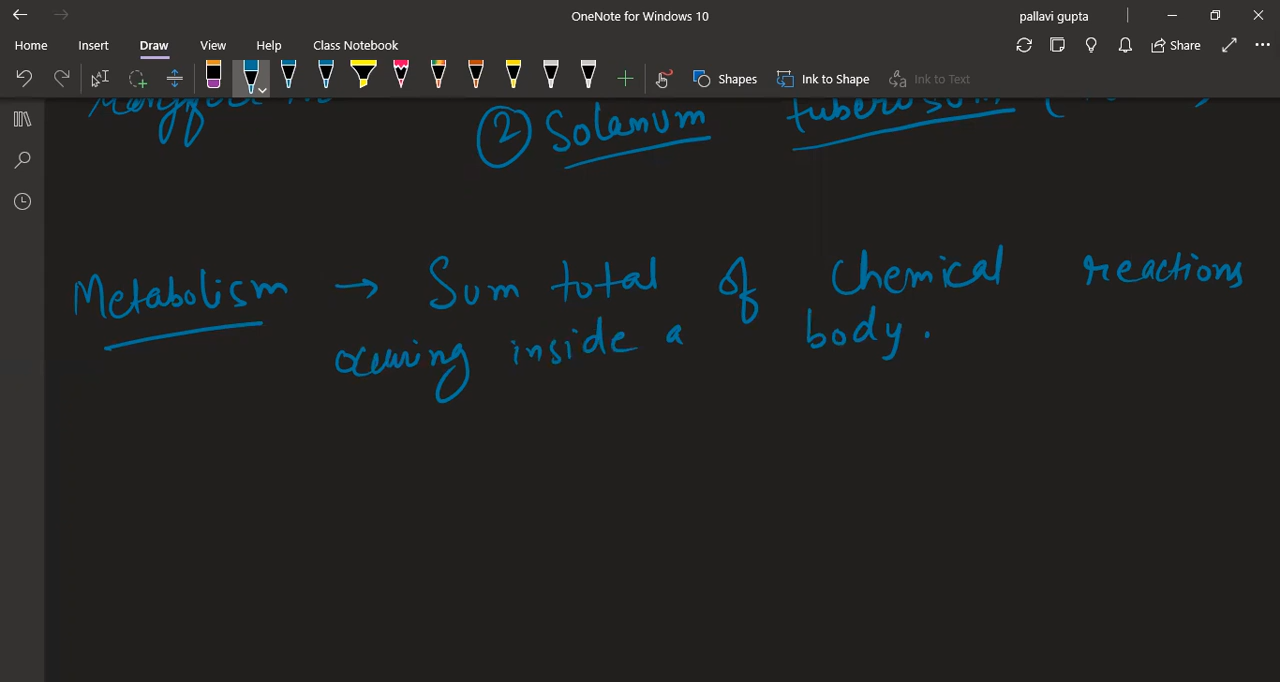 OneNote for Windows 10
pallavi gupta
Home Insert Draw View Help Class Notebook
Share
Shapes Ink to Shape Ink to Text
② Solanum tuberosum (
Metabolism → Sum total of Chemical reactions
occuring inside a body.